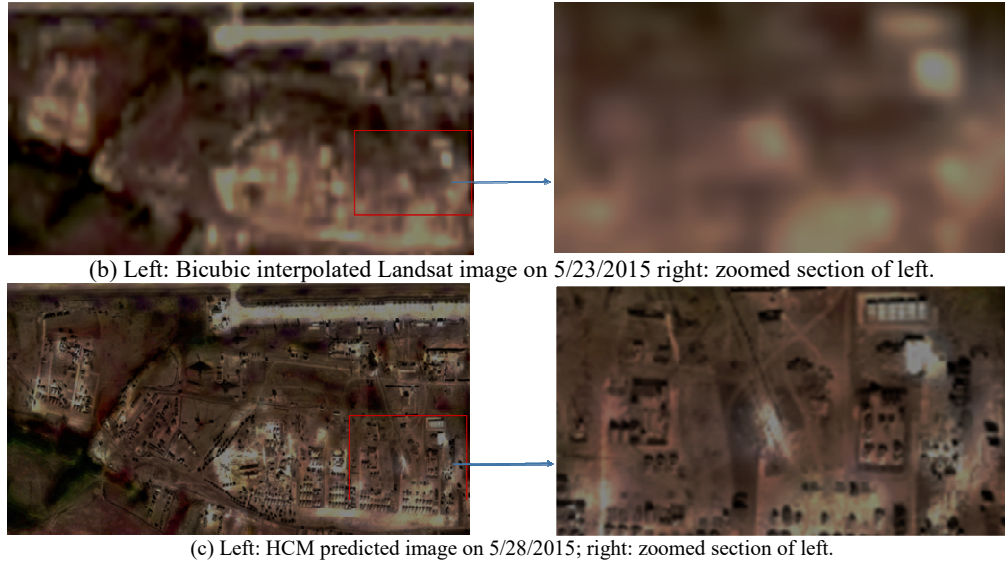 (b) Left: Bicubic interpolated Landsat image on 5/23/2015 right: zoomed section of left.
(c) Left: HCM predicted image on 5/28/2015; right: zoomed section of left.